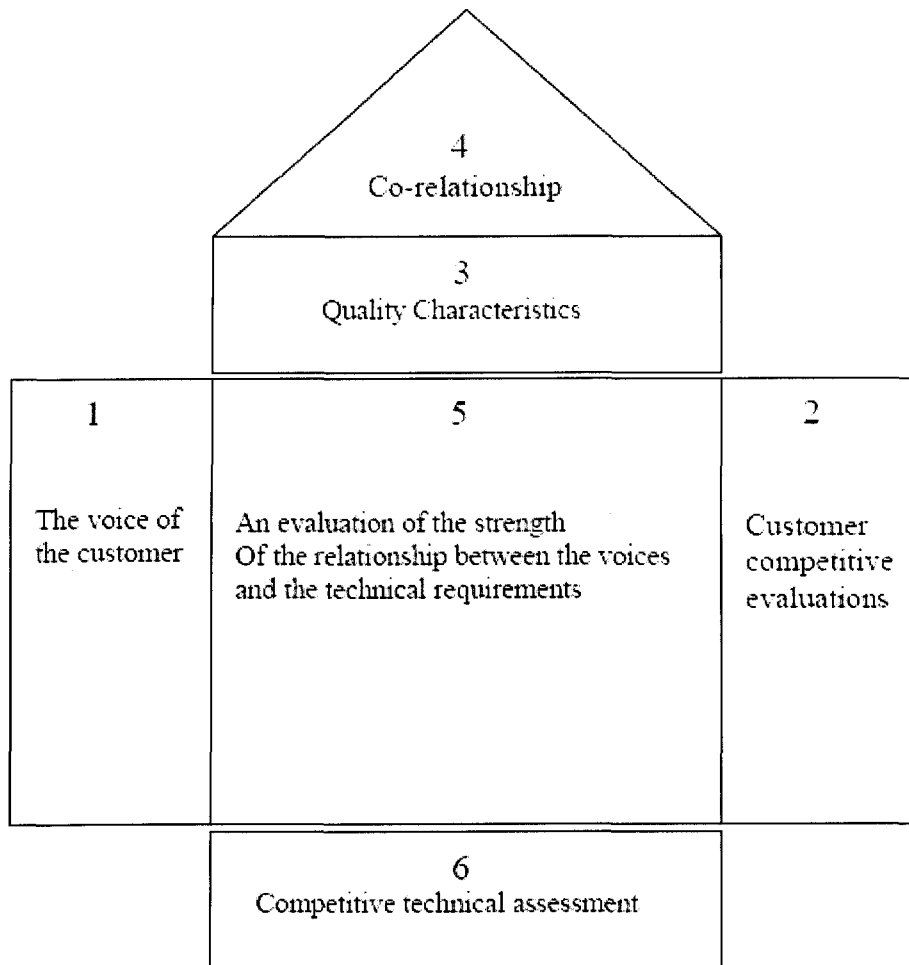 4
Co-relationship
3
Quality Characteristics
1
The voice of
the customer
5
An evaluation of the strength
Of the relationship between the voices
and the technical requirements
2
Customer
competitive
evaluations
6
Competitive technical assessment